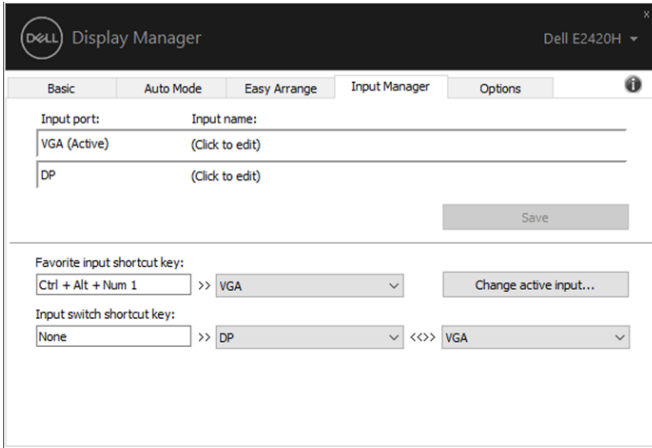 x
DELL Display Manager Dell E2420H
Basic Auto Mode Easy Arrange Input Manager Options i
Input port: Input name:
VGA (Active) (Click to edit)
DP (Click to edit)
Save
Favorite input shortcut key:
Ctrl + Alt + Num 1 >> VGA Change active input...
Input switch shortcut key:
None >> DP <<>> VGA